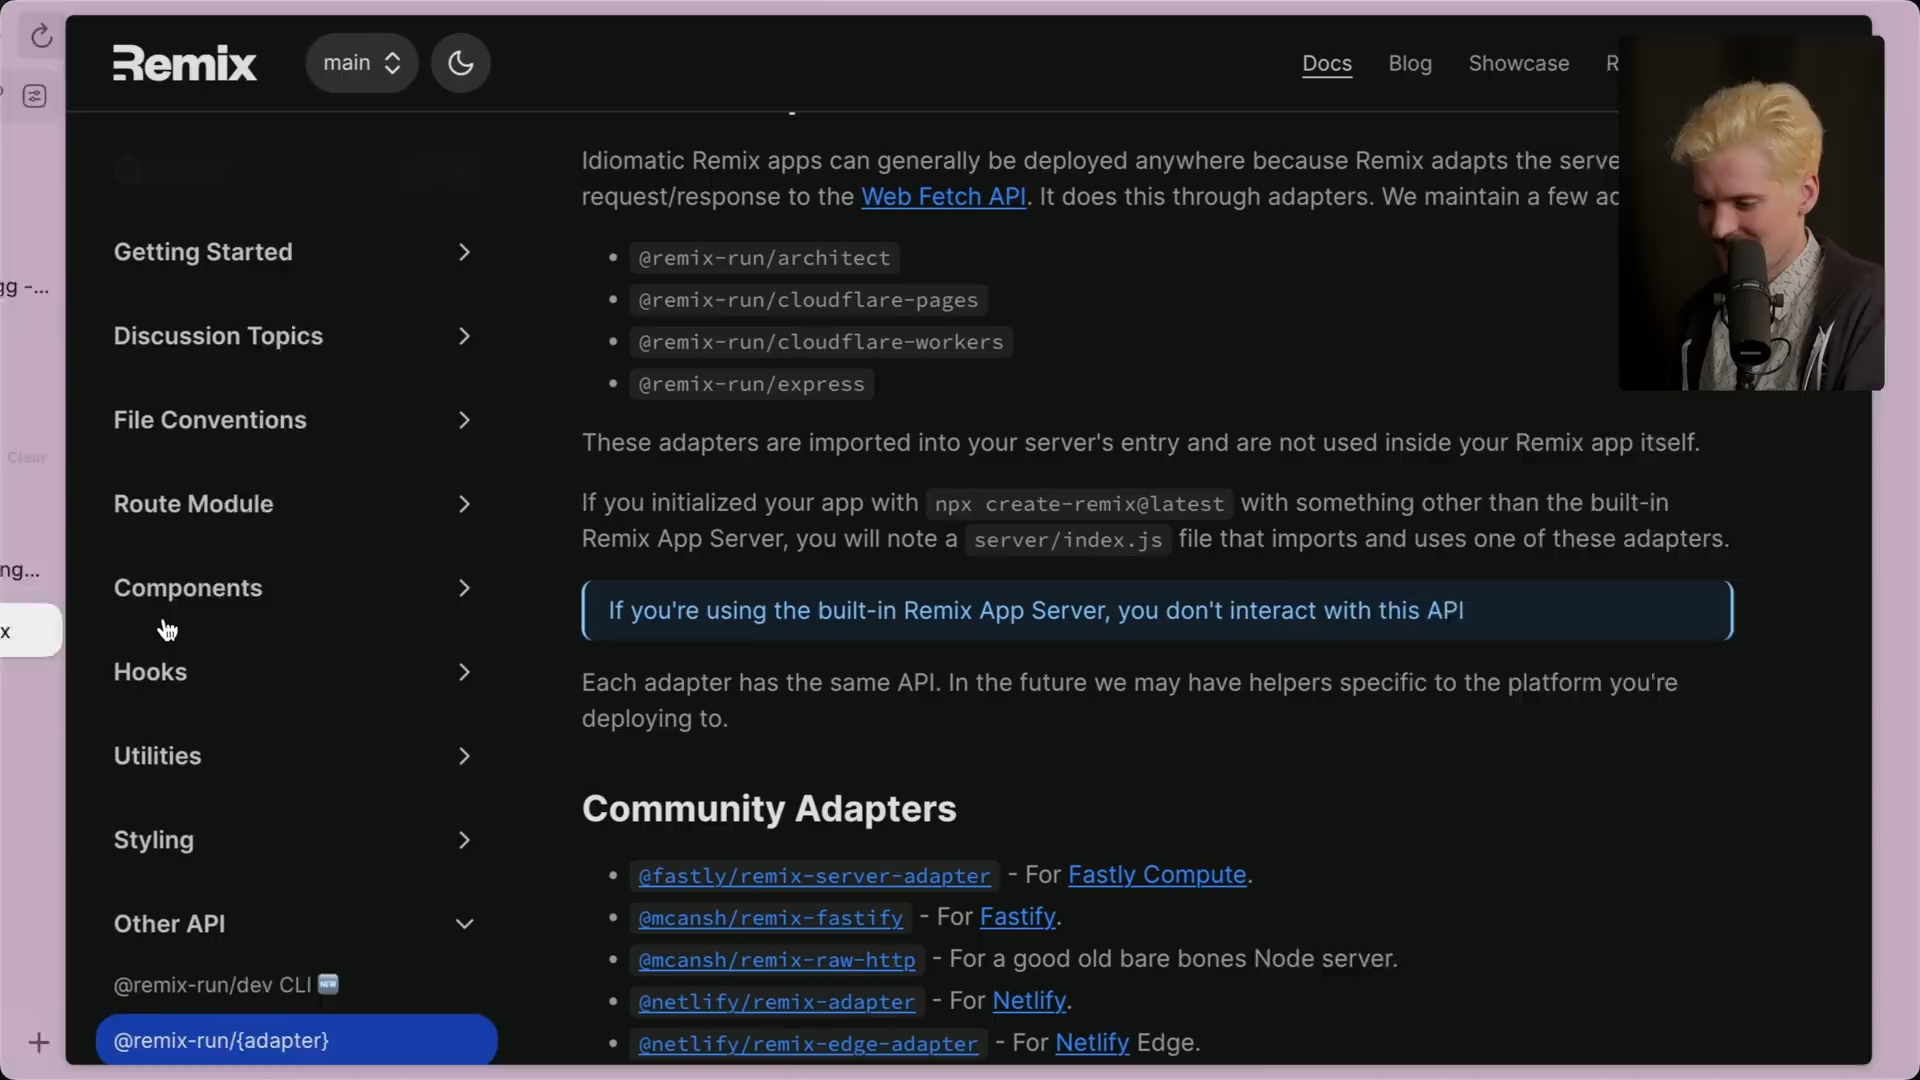 Remix
main
Docs
Blog
Showcase
R
gg -...
Clear
ng...
x
Getting Started
Discussion Topics
File Conventions
Route Module
Components
Hooks
Utilities
Styling
Other API
@remix-run/dev CLI NEW
@remix-run/{adapter}
Idiomatic Remix apps can generally be deployed anywhere because Remix adapts the serve
request/response to the Web Fetch API. It does this through adapters. We maintain a few ad
• @remix-run/architect
• @remix-run/cloudflare-pages
• @remix-run/cloudflare-workers
• @remix-run/express
These adapters are imported into your server's entry and are not used inside your Remix app itself.
If you initialized your app with npx create-remix@latest with something other than the built-in
Remix App Server, you will note a server/index.js file that imports and uses one of these adapters.
If you're using the built-in Remix App Server, you don't interact with this API
Each adapter has the same API. In the future we may have helpers specific to the platform you're
deploying to.
Community Adapters
• @fastly/remix-server-adapter - For Fastly Compute.
• @mcansh/remix-fastify - For Fastify.
• @mcansh/remix-raw-http - For a good old bare bones Node server.
• @netlify/remix-adapter - For Netlify.
• @netlify/remix-edge-adapter - For Netlify Edge.